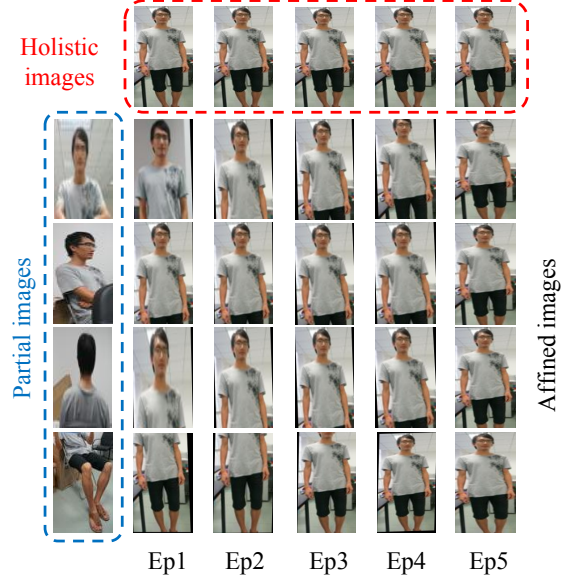 Holistic
images
Partial images
Affined images
Ep1 Ep2 Ep3 Ep4 Ep5